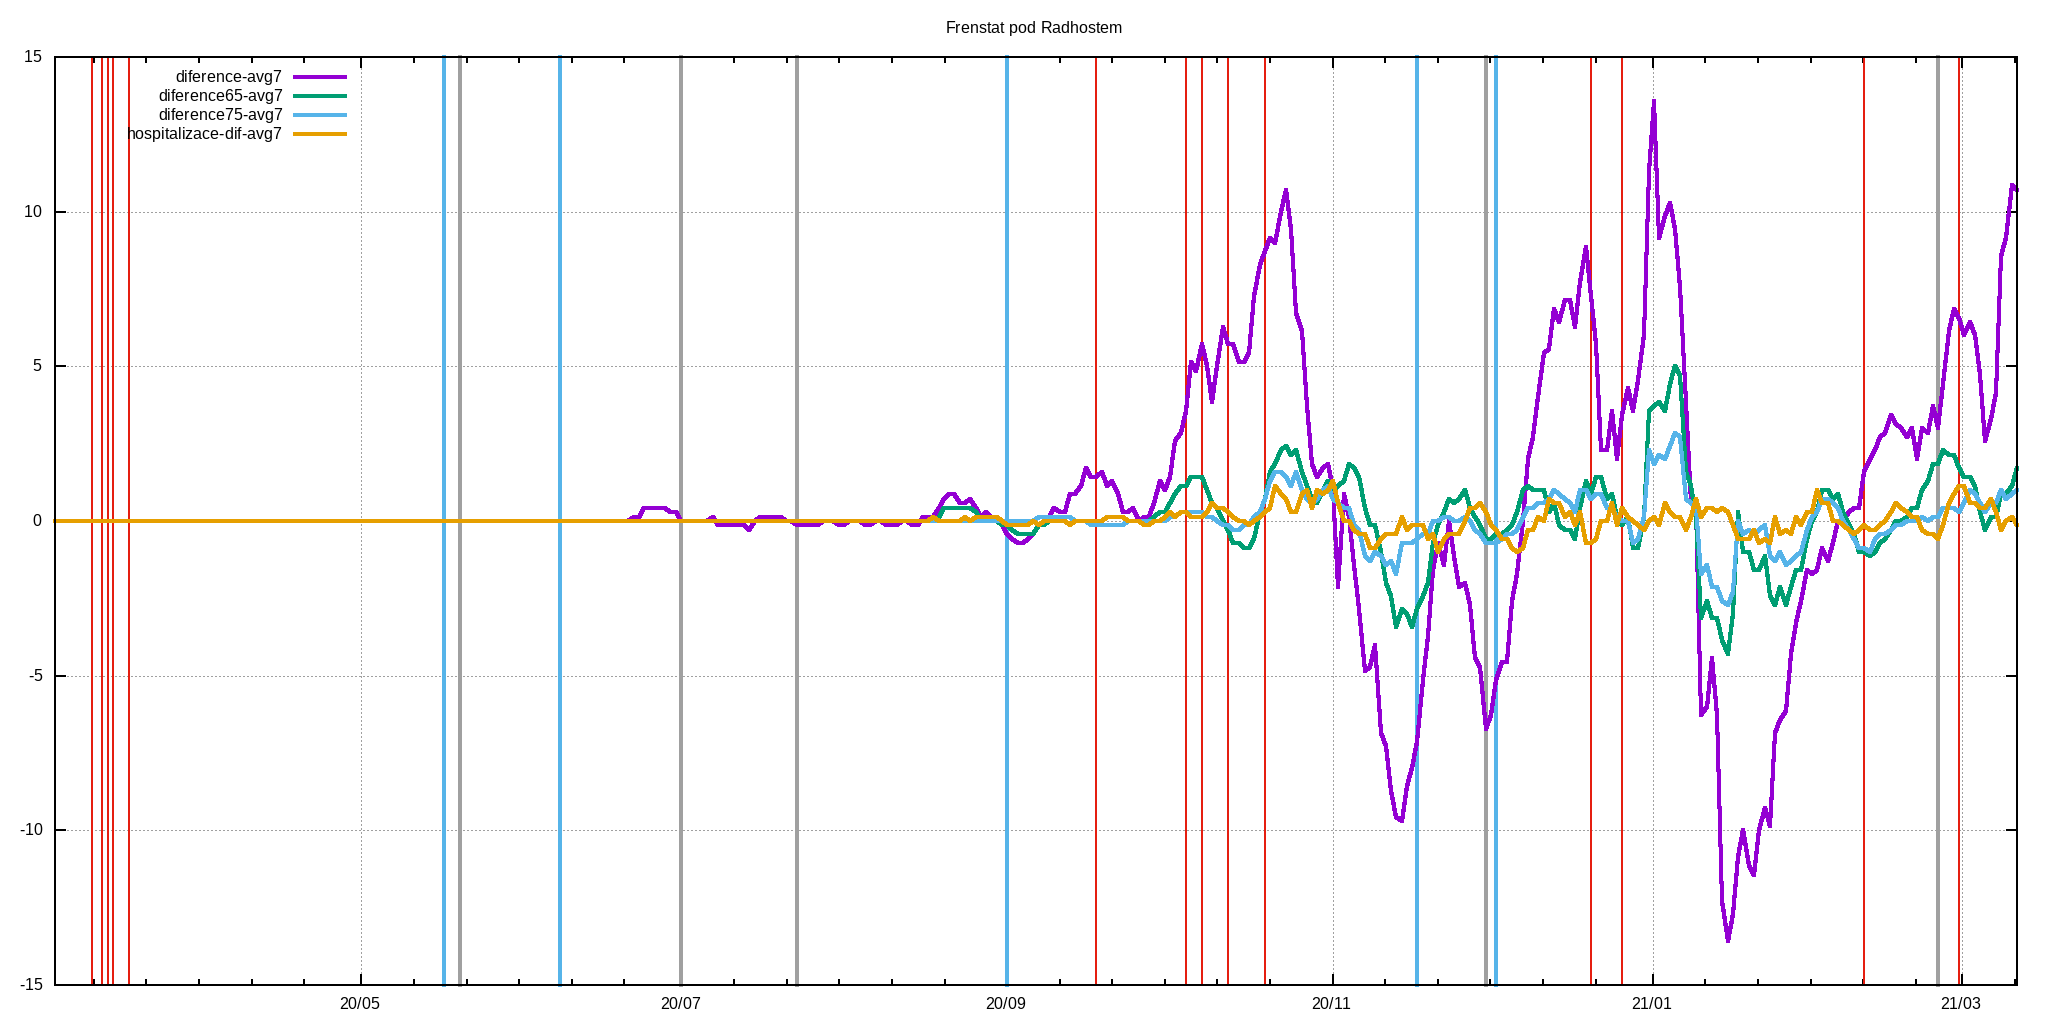 Frenstat pod Radhostem
15
10
5
0
-5
-10
-15
diference-avg7
diference65-avg7
diference75-avg7
hospitalizace-dif-avg7
20/05
20/07
20/09
20/11
21/01
21/03